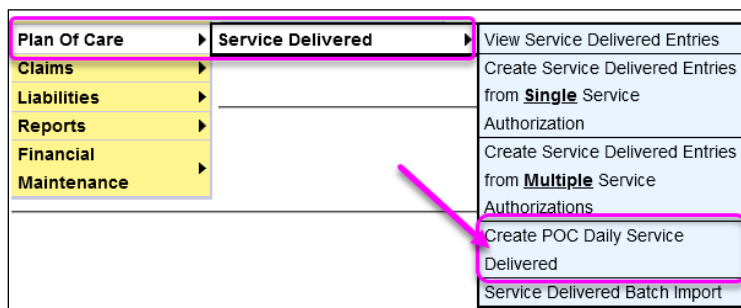 Plan Of Care
Service Delivered
Claims
Liabilities
Reports
Financial
Maintenance
View Service Delivered Entries
Create Service Delivered Entries
from Single Service
Authorization
Create Service Delivered Entries
from Multiple Service
Authorizations
Create POC Daily Service
Delivered
Service Delivered Batch Import